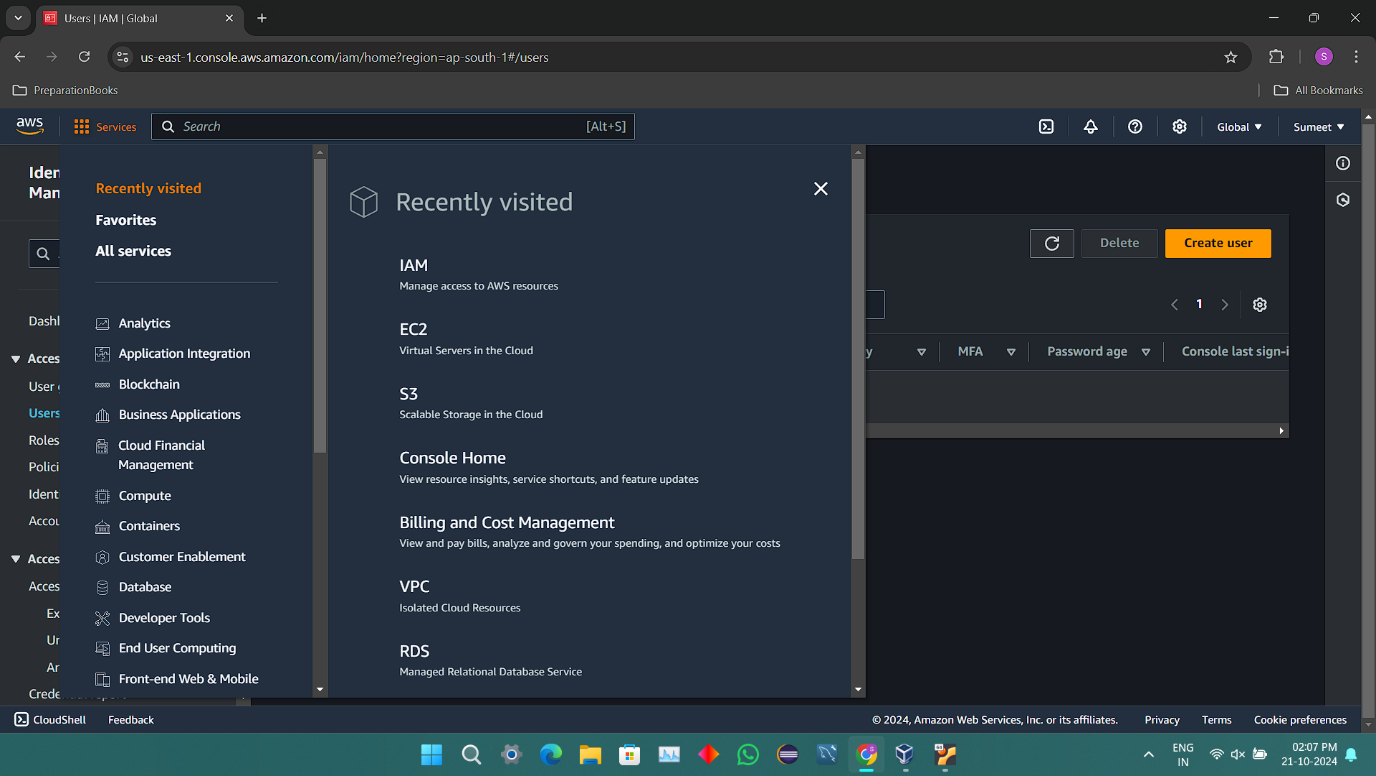 Users | IAM | Global
us-east-1.console.aws.amazon.com/iam/home?region=ap-south-1#/users
S
PreparationBooks
All Bookmarks
aws
Services
Search
[Alt+S]
Global
Sumeet
Iden
Man
Dashl
Acces
User
Users
Roles
Polici
Ident
Accou
Acces
Acces
Ex
Ur
Ar
Recently visited
Favorites
All services
Analytics
Application Integration
Blockchain
Business Applications
Cloud Financial
Management
Compute
Containers
Customer Enablement
Database
Developer Tools
End User Computing
Front-end Web & Mobile
Recently visited
IAM
Manage access to AWS resources
EC2
Virtual Servers in the Cloud
S3
Scalable Storage in the Cloud
Console Home
View resource insights, service shortcuts, and feature updates
Billing and Cost Management
View and pay bills, analyze and govern your spending, and optimize your costs
VPC
Isolated Cloud Resources
RDS
Managed Relational Database Service
Delete
Create user
1
y
MFA
Password age
Console last sign-i
CloudShell
Feedback
© 2024, Amazon Web Services, Inc. or its affiliates.
Privacy
Terms
Cookie preferences
ENG
IN
02:07 PM
21-10-2024